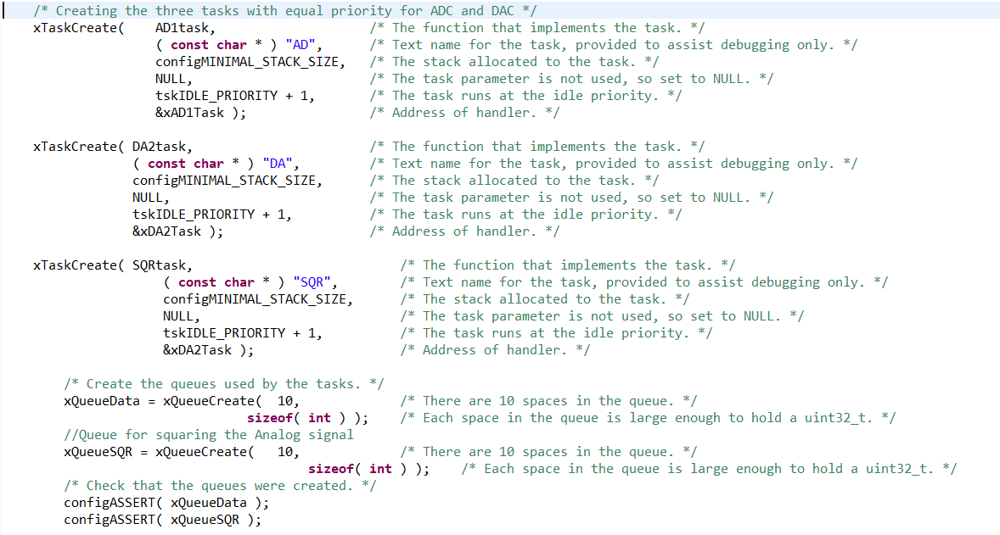 /* Creating the three tasks with equal priority for ADC and DAC */
xTaskCreate(    AD1task,                    /* The function that implements the task. */
                ( const char * ) "AD",      /* Text name for the task, provided to assist debugging only. */
                configMINIMAL_STACK_SIZE,   /* The stack allocated to the task. */
                NULL,                       /* The task parameter is not used, so set to NULL. */
                tskIDLE_PRIORITY + 1,       /* The task runs at the idle priority. */
                &xAD1Task );                /* Address of handler. */

xTaskCreate( DA2task,                       /* The function that implements the task. */
             ( const char * ) "DA",         /* Text name for the task, provided to assist debugging only. */
             configMINIMAL_STACK_SIZE,      /* The stack allocated to the task. */
             NULL,                          /* The task parameter is not used, so set to NULL. */
             tskIDLE_PRIORITY + 1,          /* The task runs at the idle priority. */
             &xDA2Task );                   /* Address of handler. */

xTaskCreate( SQRtask,                           /* The function that implements the task. */
                 ( const char * ) "SQR",        /* Text name for the task, provided to assist debugging only. */
                 configMINIMAL_STACK_SIZE,      /* The stack allocated to the task. */
                 NULL,                          /* The task parameter is not used, so set to NULL. */
                 tskIDLE_PRIORITY + 1,          /* The task runs at the idle priority. */
                 &xDA2Task );                   /* Address of handler. */

    /* Create the queues used by the tasks. */
    xQueueData = xQueueCreate(  10,             /* There are 10 spaces in the queue. */
                            sizeof( int ) );    /* Each space in the queue is large enough to hold a uint32_t. */
    //Queue for squaring the Analog signal
    xQueueSQR = xQueueCreate(   10,             /* There are 10 spaces in the queue. */
                                    sizeof( int ) );    /* Each space in the queue is large enough to hold a uint32_t. */
    /* Check that the queues were created. */
    configASSERT( xQueueData );
    configASSERT( xQueueSQR );